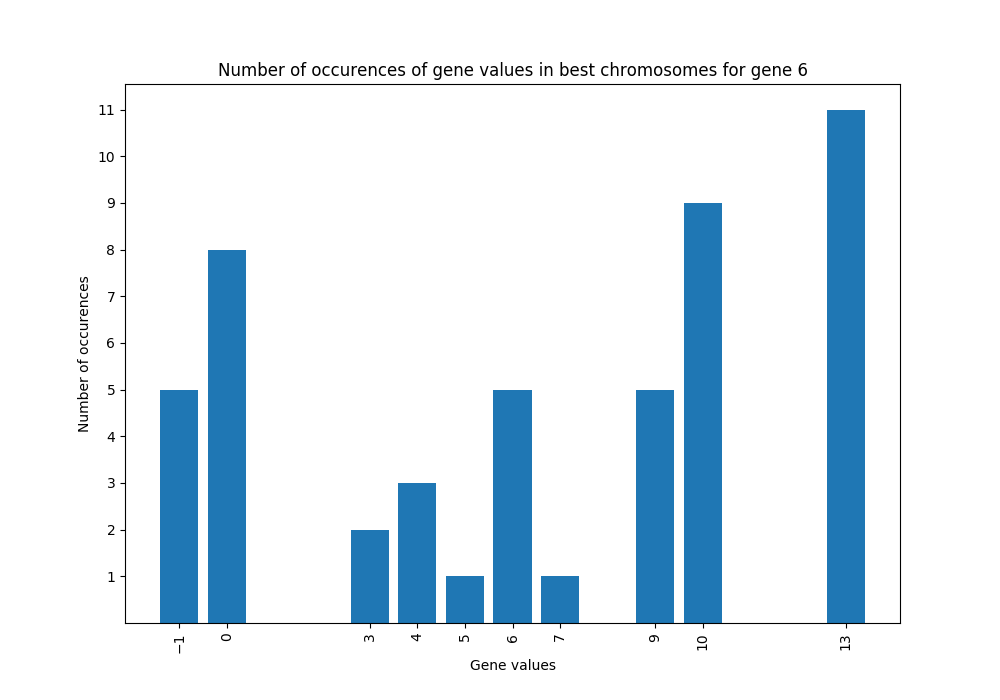 Number of occurences of gene values in best chromosomes for gene 6
11
10
9
8
7
6
5
4
3
2
1
Number of occurences
−1 0 3 4 5 6 7 9 10 13
Gene values